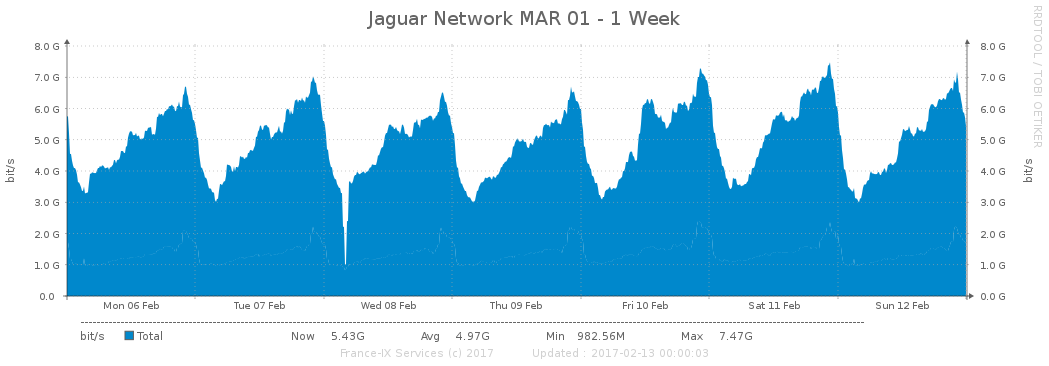 Jaguar Network MAR 01 - 1 Week
RRDTOOL / TOBI OETIKER
bit/s
8.0 G 8.0 G
7.0 G 7.0 G
6.0 G 6.0 G
5.0 G 5.0 G
4.0 G 4.0 G
3.0 G 3.0 G
2.0 G 2.0 G
1.0 G 1.0 G
0.0 0.0 G
bit/s
Mon 06 Feb Tue 07 Feb Wed 08 Feb Thu 09 Feb Fri 10 Feb Sat 11 Feb Sun 12 Feb
bit/s Total Now 5.43G Avg 4.97G Min 982.56M Max 7.47G
France-IX Services (c) 2017 Updated : 2017-02-13 00:00:03